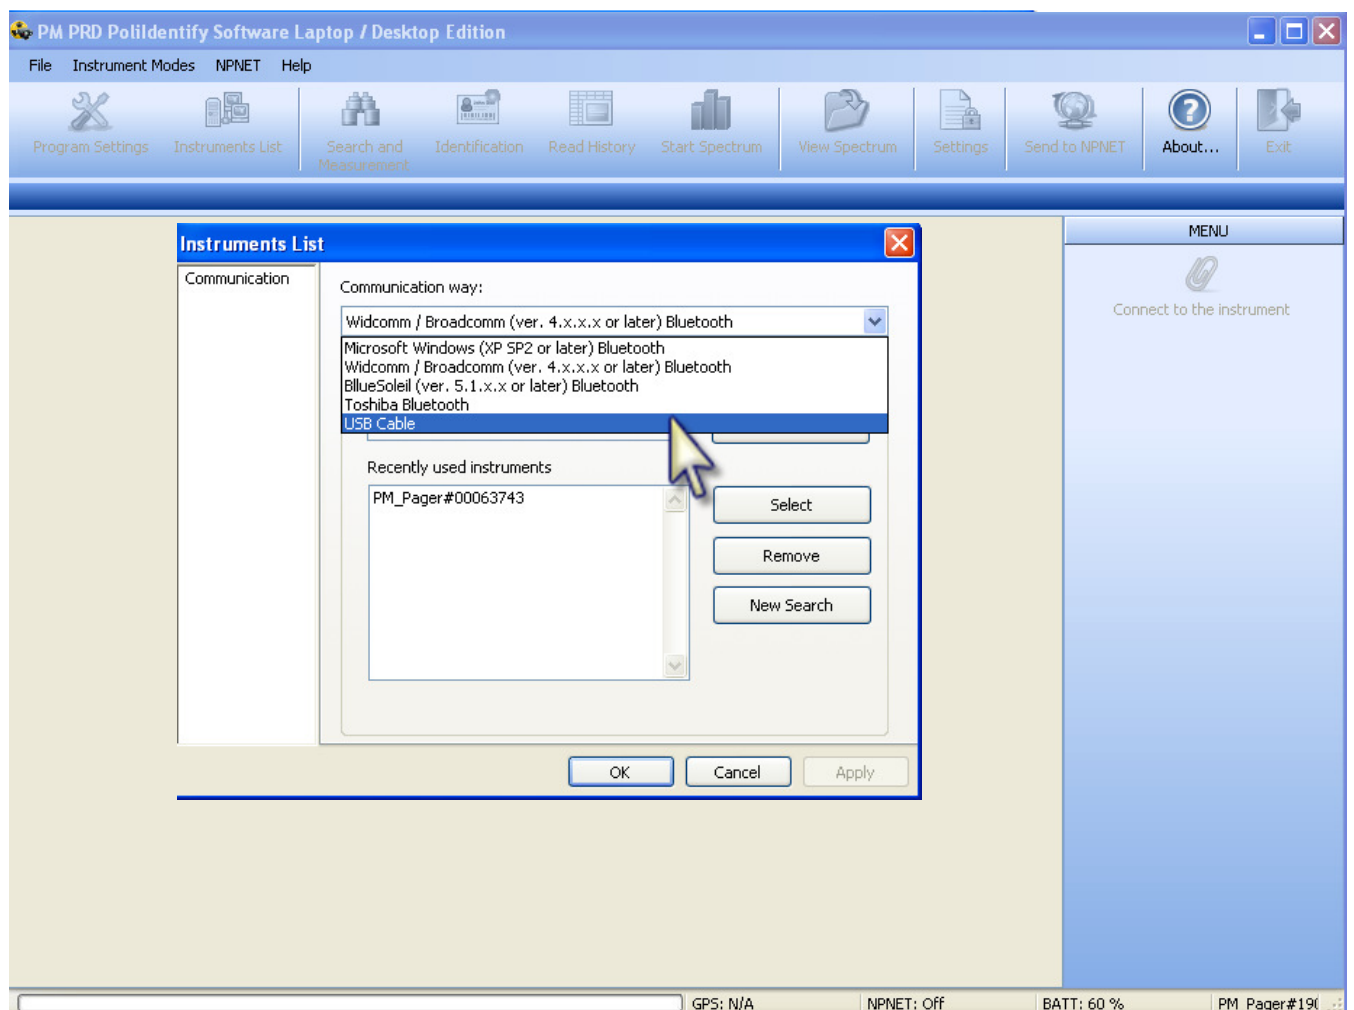 PM PRD PoliIdentify Software Laptop / Desktop Edition
File Instrument Modes NPNET Help
Program Settings Instruments List Search and Measurement Identification Read History Start Spectrum View Spectrum Settings Send to NPNET About... Exit
MENU
Connect to the instrument
Instruments List
Communication
Communication way:
Widcomm / Broadcomm (ver. 4.x.x.x or later) Bluetooth
Microsoft Windows (XP SP2 or later) Bluetooth
Widcomm / Broadcomm (ver. 4.x.x.x or later) Bluetooth
BllueSoleil (ver. 5.1.x.x or later) Bluetooth
Toshiba Bluetooth
USB Cable
Recently used instruments
PM_Pager#00063743
Select
Remove
New Search
OK Cancel Apply
GPS: N/A NPNET: Off BATT: 60 % PM_Pager#190